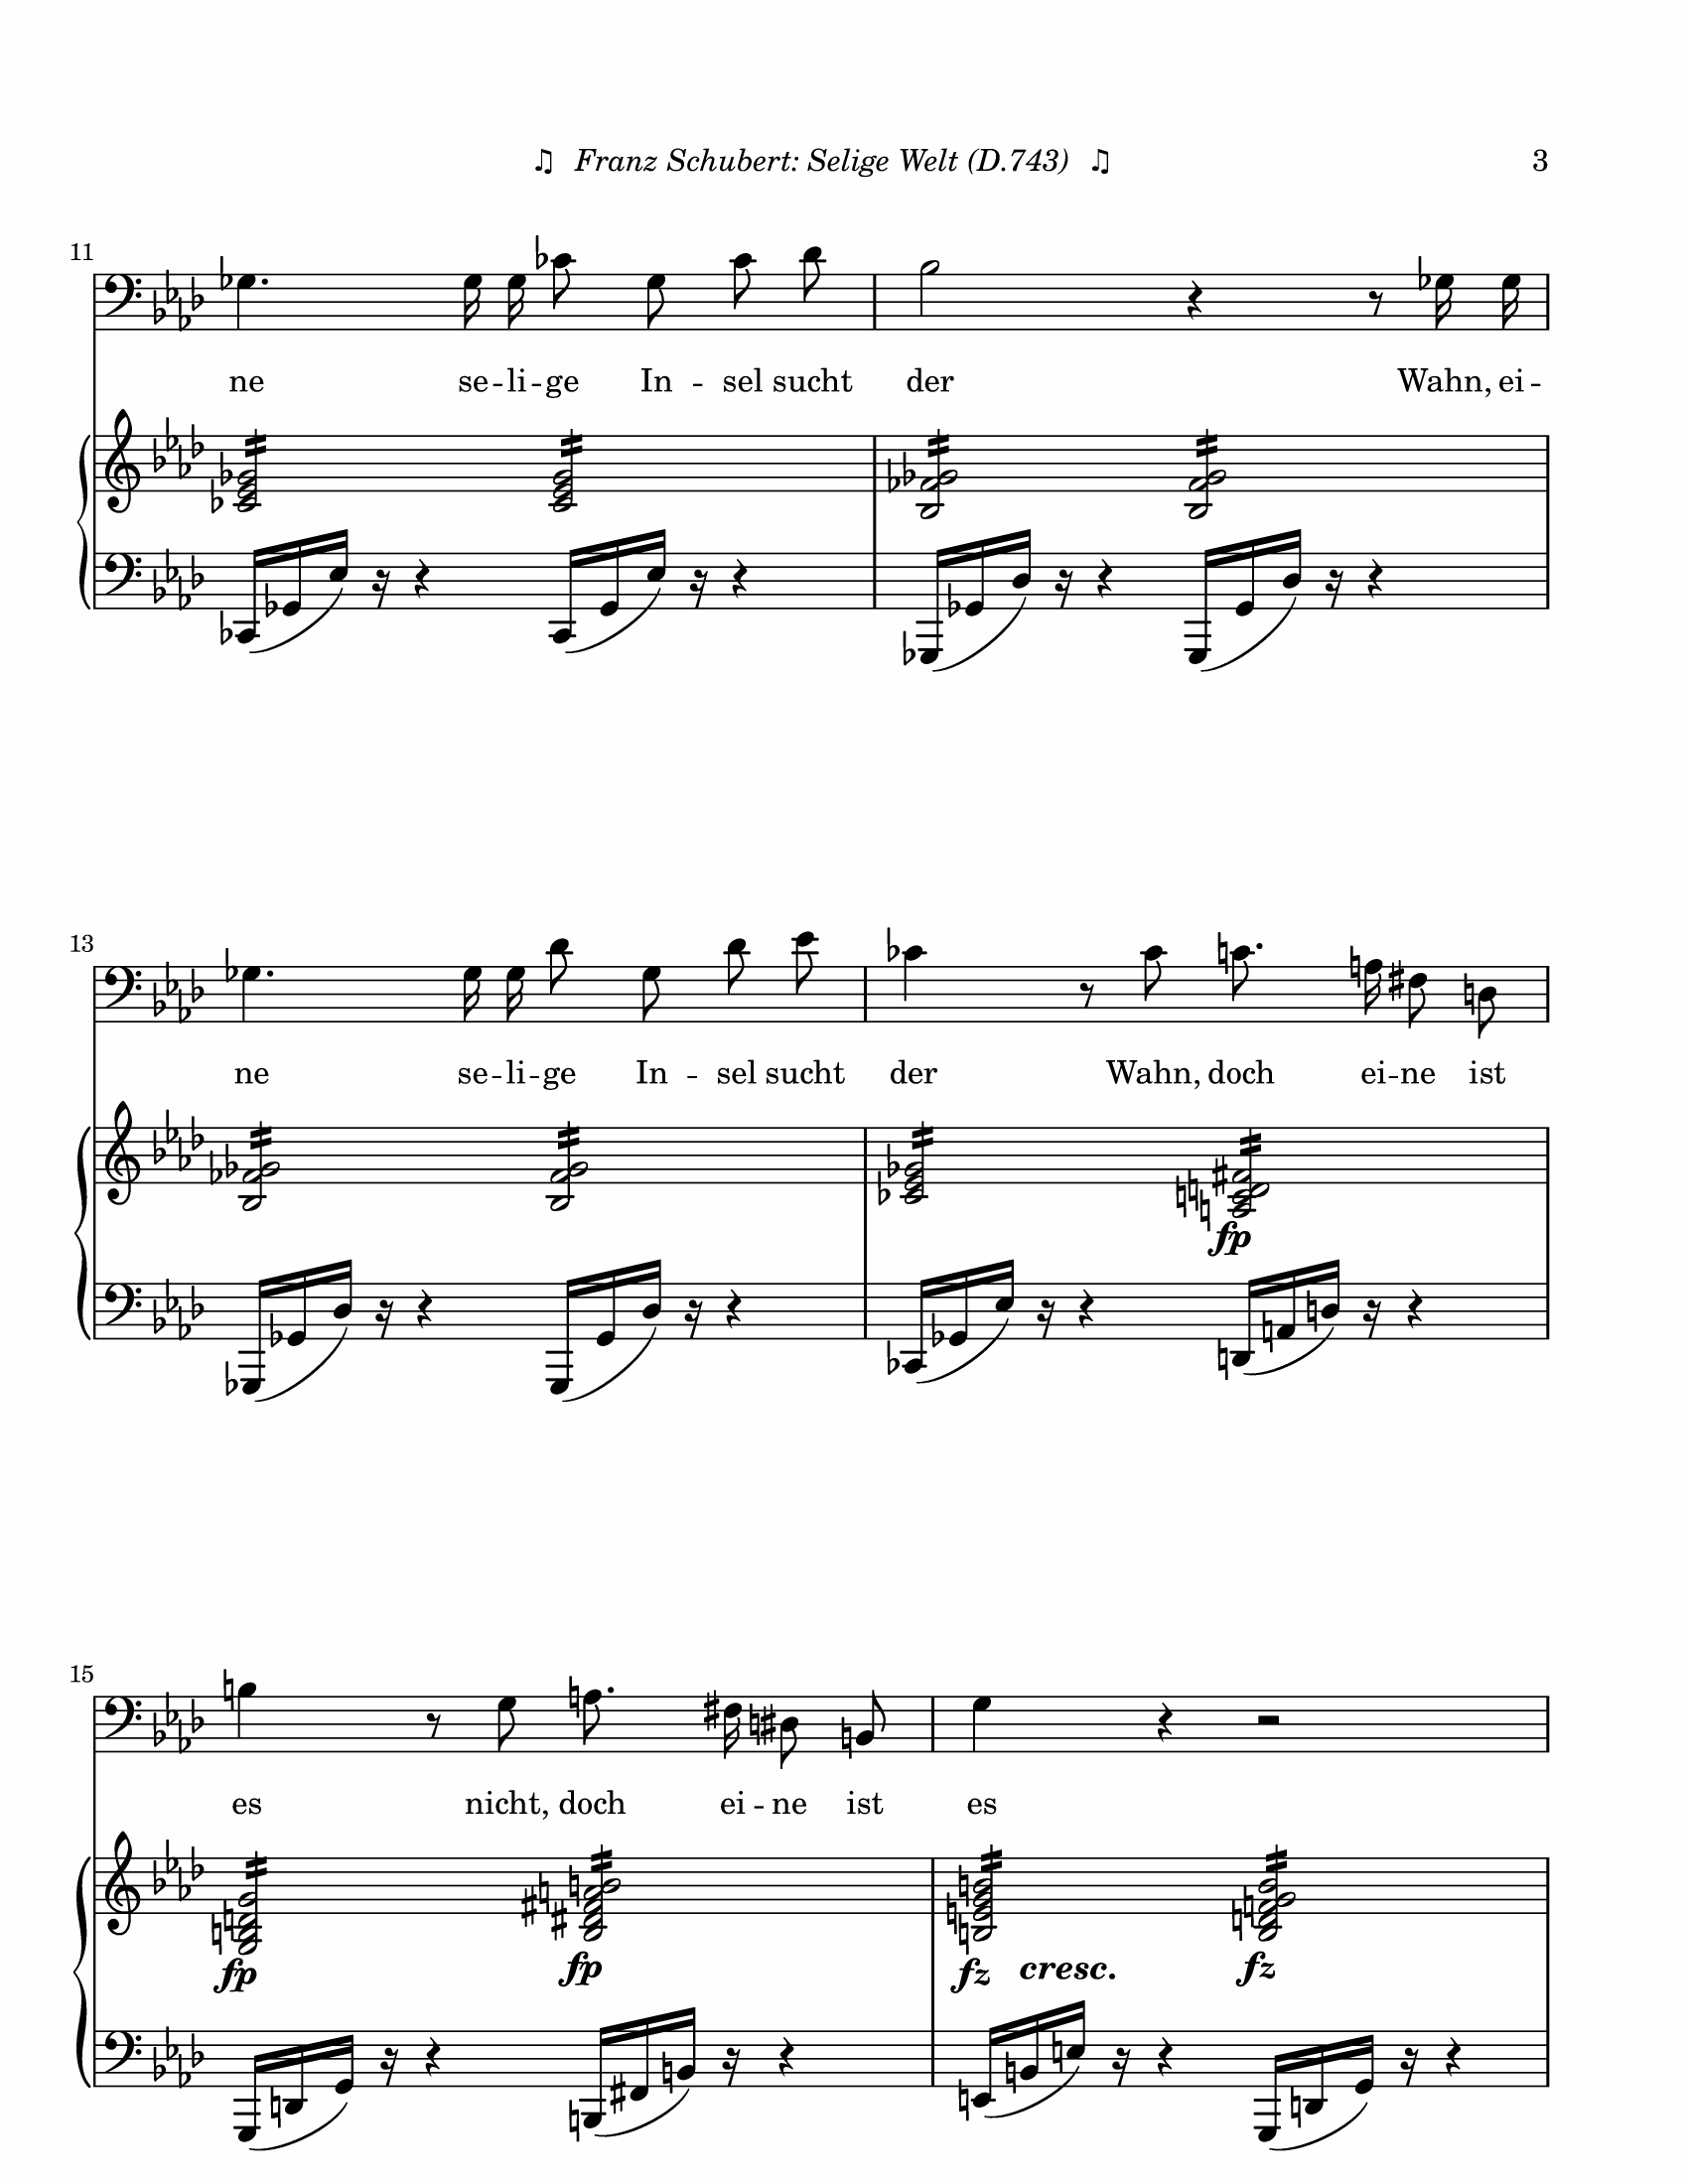 ♫ Franz Schubert: Selige Welt (D.743) ♫ 3
11
ne se -- li -- ge In -- sel sucht der Wahn, ei --
13
ne se -- li -- ge In -- sel sucht der Wahn, doch ei -- ne ist
fp
15
es nicht, doch ei -- ne ist es
fp fp fz cresc. fz